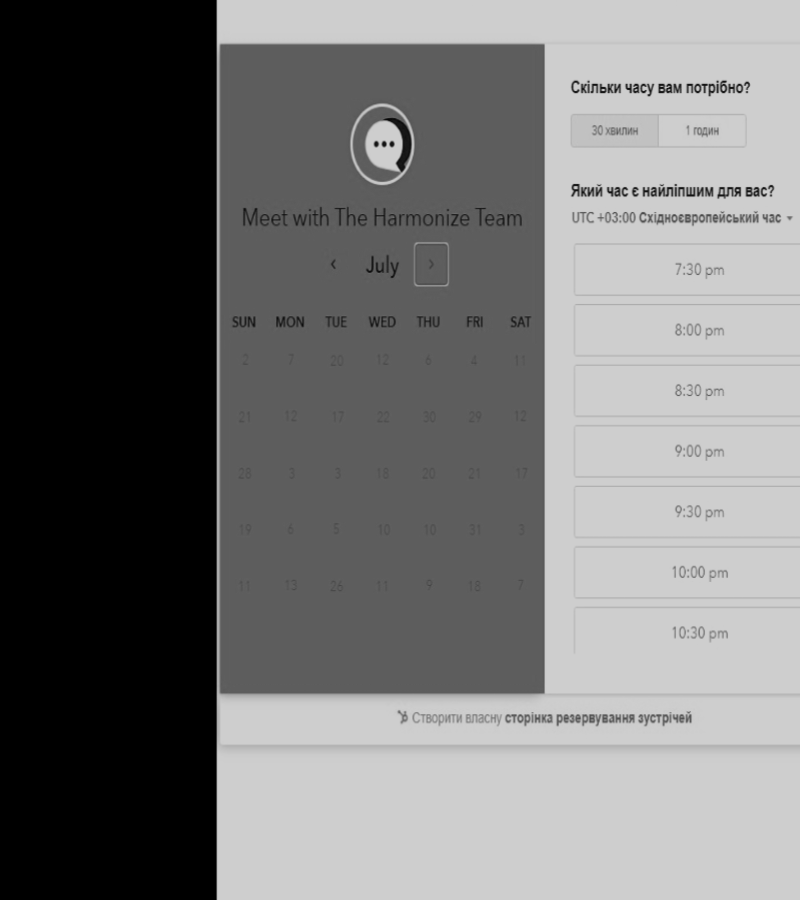 Meet with The Harmonize Team
July
SUN MON TUE WED THU FRI SAT
2 7 20 12 6 4 11
21 12 17 22 30 29 12
28 3 3 18 20 21 17
19 6 5 10 10 31 3
11 13 26 11 9 18 7
Скільки часу вам потрібно?
30 хвилин 1 годин
Який час є найліпшим для вас?
UTC +03:00 Східноєвропейський час
7:30 pm
8:00 pm
8:30 pm
9:00 pm
9:30 pm
10:00 pm
10:30 pm
Створити власну сторінка резервування зустрічей